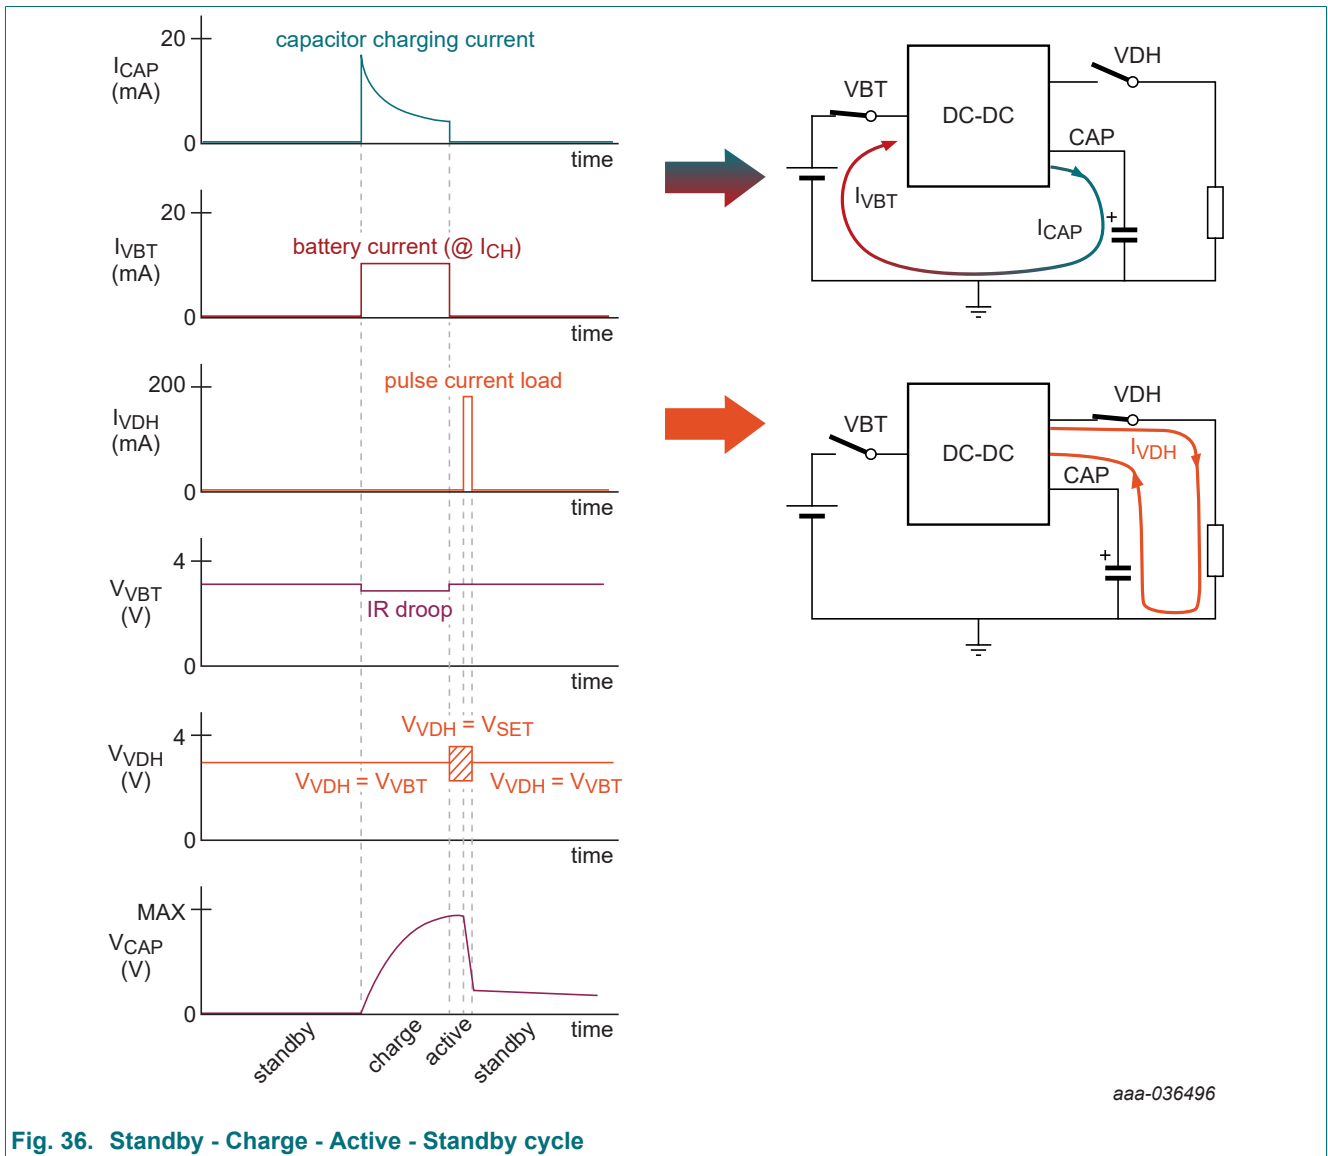 20
capacitor charging current
ICAP
(mA)
0
time
20
IVBT
(mA)
battery current (@ ICH)
0
time
200
pulse current load
IVDH
(mA)
0
time
4
VVBT
(V)
IR droop
0
time
VVDH = VSET
4
VVDH
(V)
VVDH = VVBT
VVDH = VVBT
0
time
MAX
VCAP
(V)
0
time
standby
charge
active
standby
VBT
DC-DC
VDH
CAP
IVBT
ICAP
+
VBT
DC-DC
VDH
IVDH
CAP
+
aaa-036496
Fig. 36. Standby - Charge - Active - Standby cycle